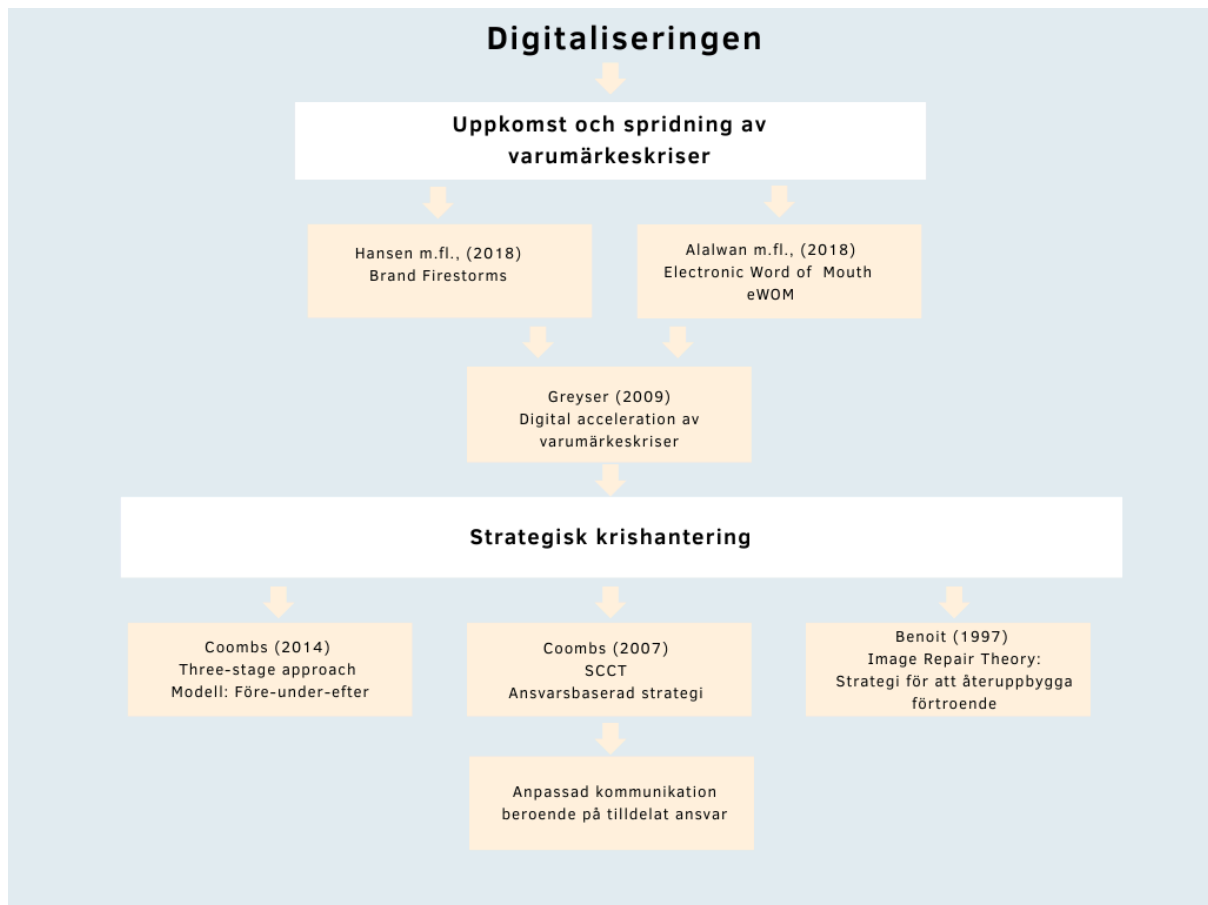 Digitaliseringen
Uppkomst och spridning av
varumärkeskriser
Hansen m.fl., (2018)
Brand Firestorms
Alalwan m.fl., (2018)
Electronic Word of Mouth
eWOM
Greyser (2009)
Digital acceleration av
varumärkeskriser
Strategisk krishantering
Coombs (2014)
Three-stage approach
Modell: Före-under-efter
Coombs (2007)
SCCT
Ansvarsbaserad strategi
Benoit (1997)
Image Repair Theory:
Strategi för att återuppbygga
förtroende
Anpassad kommunikation
beroende på tilldelat ansvar